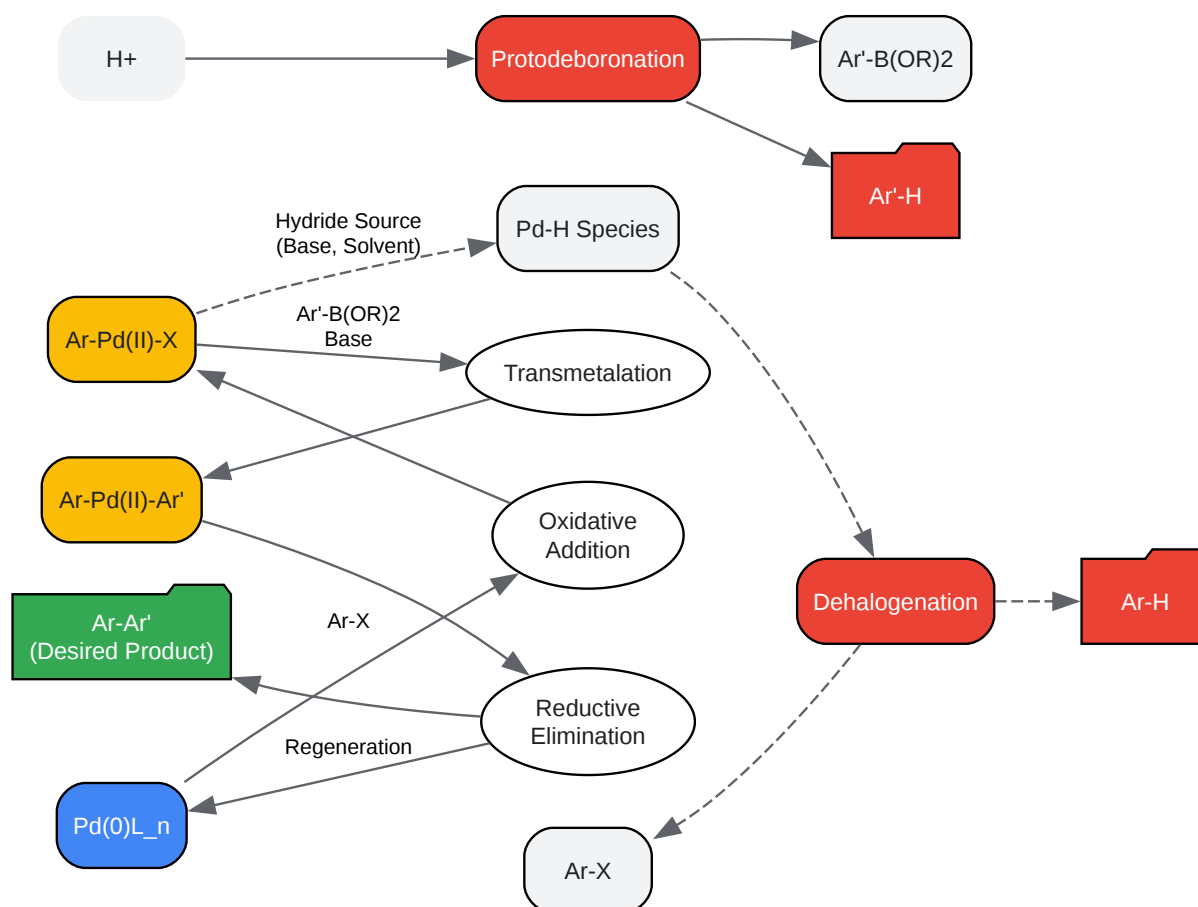 H+
Protodeboronation
Ar'-B(OR)2
Ar'-H
Hydride Source
(Base, Solvent)
Pd-H Species
Ar-Pd(II)-X
Ar'-B(OR)2
Base
Transmetalation
Ar-Pd(II)-Ar'
Oxidative
Addition
Dehalogenation
Ar-H
Ar-Ar'
(Desired Product)
Ar-X
Reductive
Elimination
Regeneration
Pd(0)L_n
Ar-X